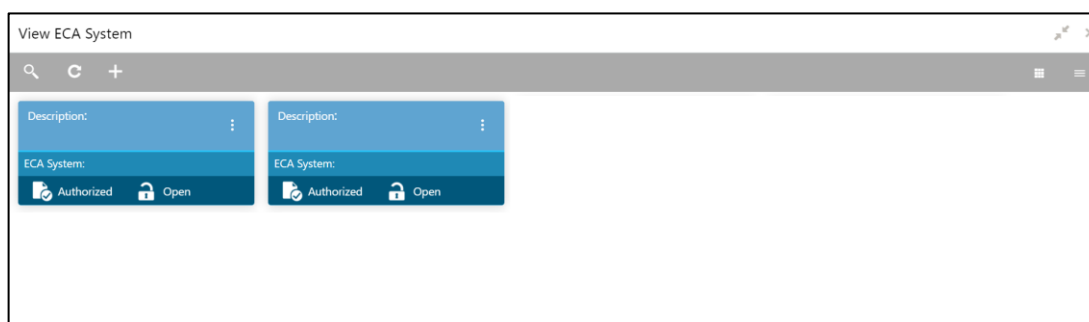 View ECA System
Description: Description:
ECA System: ECA System:
Authorized Open Authorized Open